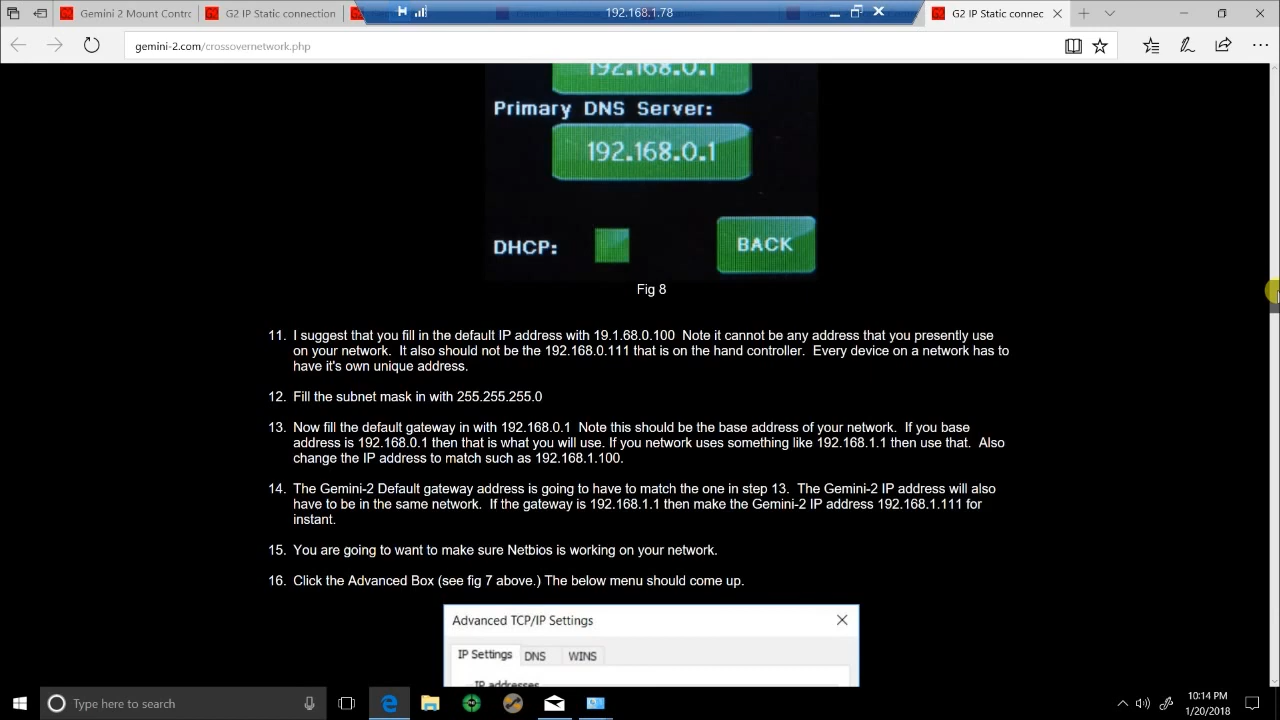 Gemini 2 Mount Contr
G2 IP Static connection
192.168.1.78
G2 IP Static connec
gemini-2.com/crossovernetwork.php
192.168.0.1
Primary DNS Server:
192.168.0.1
DHCP:
BACK
Fig 8
11. I suggest that you fill in the default IP address with 19.1.68.0.100 Note it cannot be any address that you presently use
on your network. It also should not be the 192.168.0.111 that is on the hand controller. Every device on a network has to
have it's own unique address.
12. Fill the subnet mask in with 255.255.255.0
13. Now fill the default gateway in with 192.168.0.1 Note this should be the base address of your network. If you base
address is 192.168.0.1 then that is what you will use. If you network uses something like 192.168.1.1 then use that. Also
change the IP address to match such as 192.168.1.100.
14. The Gemini-2 Default gateway address is going to have to match the one in step 13. The Gemini-2 IP address will also
have to be in the same network. If the gateway is 192.168.1.1 then make the Gemini-2 IP address 192.168.1.111 for
instant.
15. You are going to want to make sure Netbios is working on your network.
16. Click the Advanced Box (see fig 7 above.) The below menu should come up.
Advanced TCP/IP Settings
IP Settings DNS WINS
IP addresses
Type here to search
10:14 PM
1/20/2018